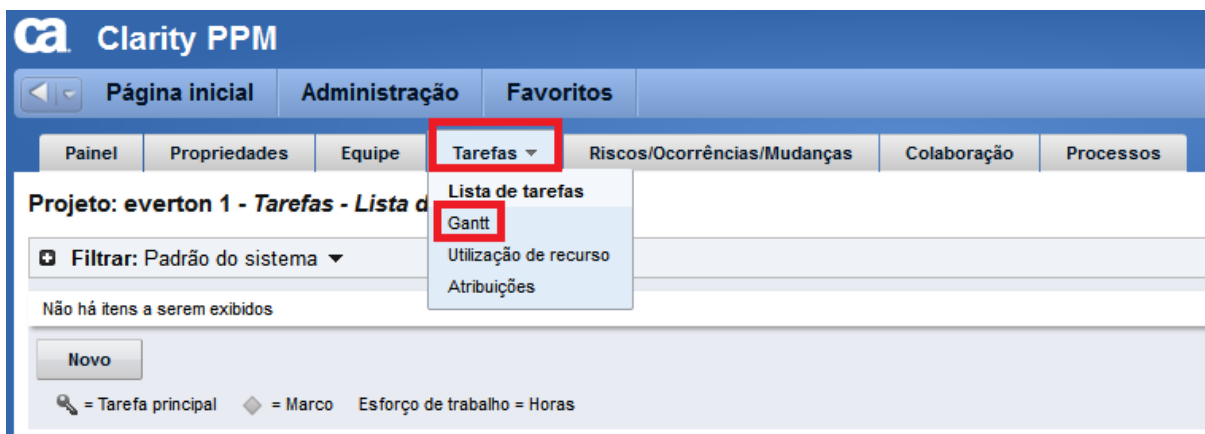 ca Clarity PPM
Página inicial Administração Favoritos
Painel Propriedades Equipe Tarefas Riscos/Ocorrências/Mudanças Colaboração Processos
Projeto: everton 1 - Tarefas - Lista d
Lista de tarefas
Gantt
Utilização de recurso
Atribuições
Filtrar: Padrão do sistema
Não há itens a serem exibidos
Novo
= Tarefa principal = Marco Esforço de trabalho = Horas